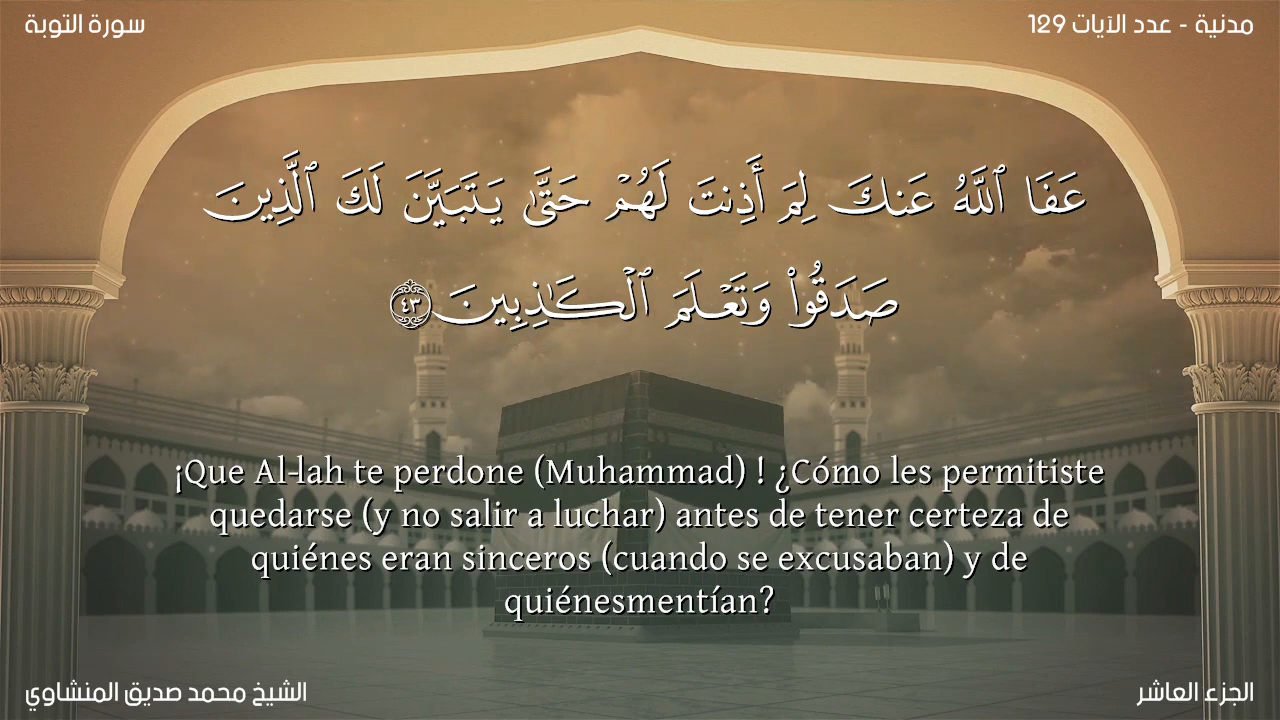 سورة التوبة
مدنية - عدد الآيات 129
عَفَا ٱللَّهُ عَنكَ لِمَ أَذِنتَ لَهُمۡ حَتَّىٰ يَتَبَيَّنَ لَكَ ٱلَّذِينَ
صَدَقُواْ وَتَعۡلَمَ ٱلۡكَٰذِبِينَ ٤٣
¡Que Al-lah te perdone (Muhammad) ! ¿Cómo les permitiste
quedarse (y no salir a luchar) antes de tener certeza de
quiénes eran sinceros (cuando se excusaban) y de
quiénesmentían?
الشيخ محمد صديق المنشاوي
الجزء العاشر